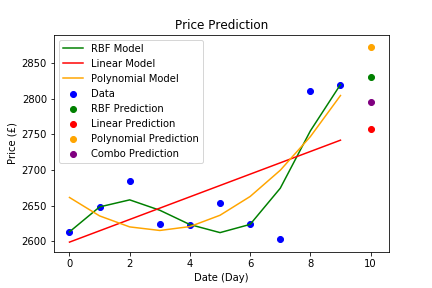 Price Prediction
RBF Model
Linear Model
Polynomial Model
Data
RBF Prediction
Linear Prediction
Polynomial Prediction
Combo Prediction
Price (£)
2850
2800
2750
2700
2650
2600
0 2 4 6 8 10
Date (Day)